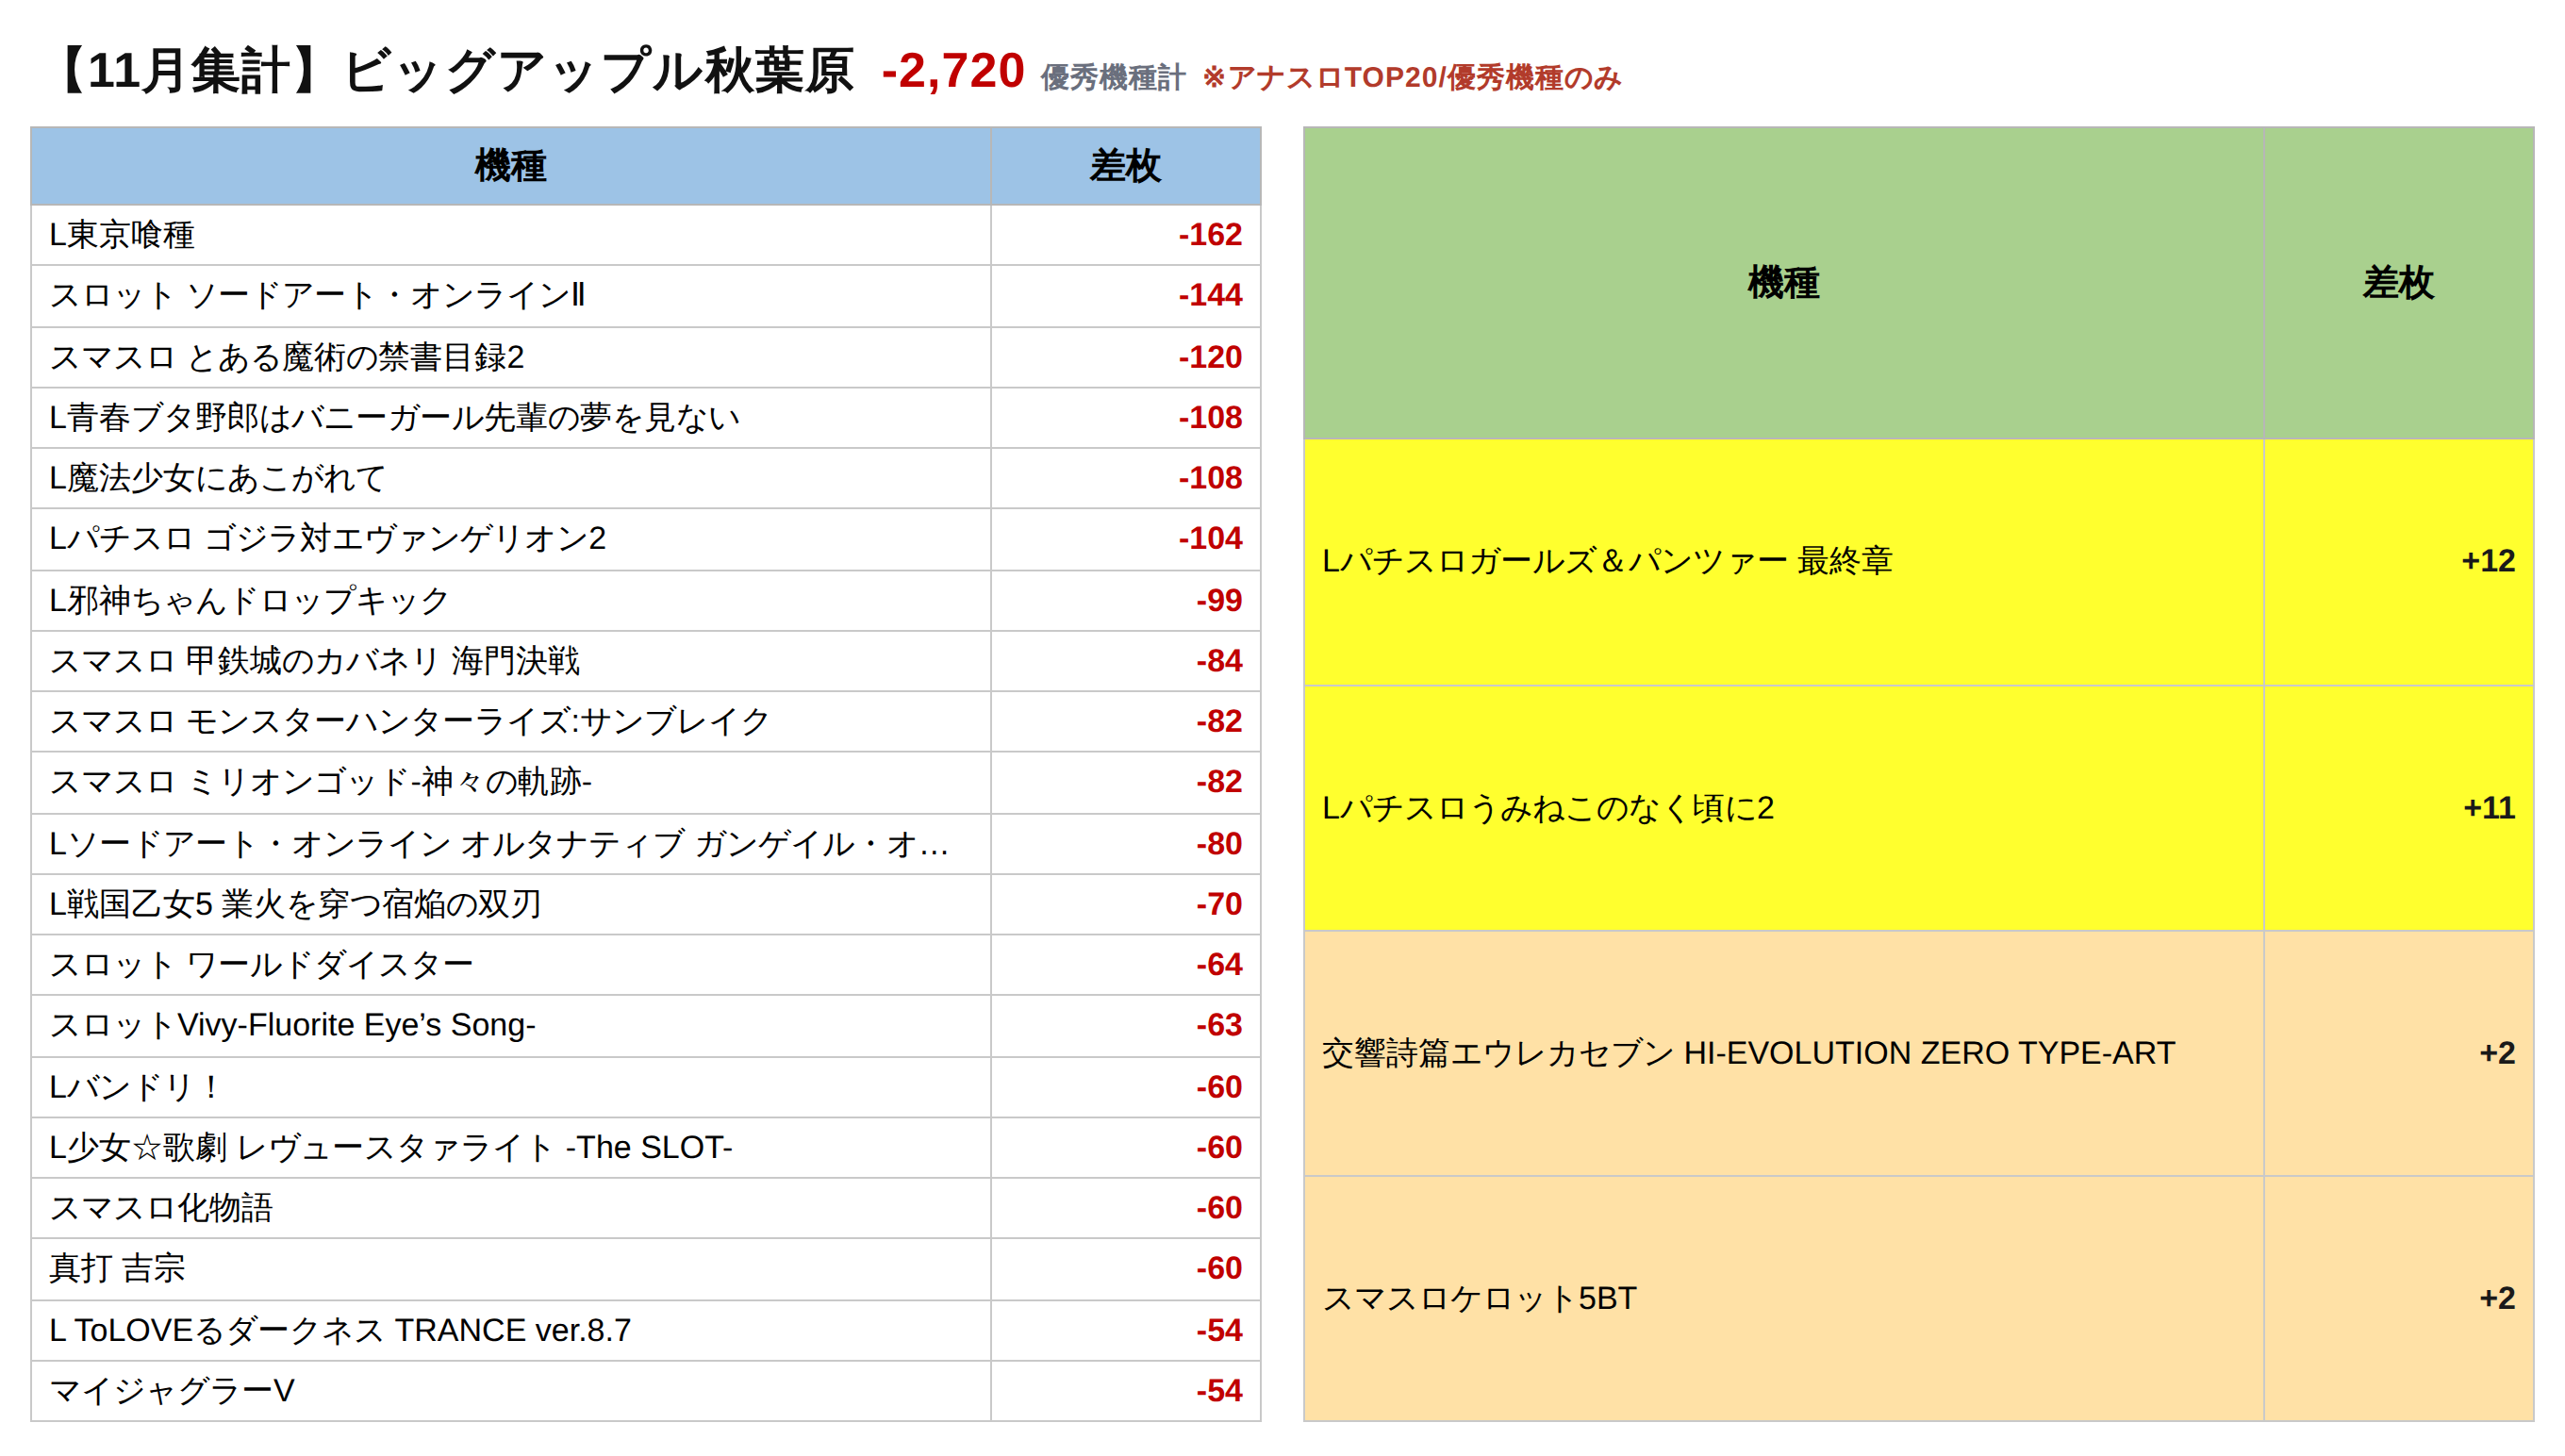 【11月集計】ビッグアップル秋葉原 -2,720 優秀機種計 ※アナスロTOP20/優秀機種のみ
機種 差枚
L東京喰種 -162
スロット ソードアート・オンラインⅡ -144
スマスロ とある魔術の禁書目録2 -120
L青春ブタ野郎はバニーガール先輩の夢を見ない -108
L魔法少女にあこがれて -108
Lパチスロ ゴジラ対エヴァンゲリオン2 -104
L邪神ちゃんドロップキック -99
スマスロ 甲鉄城のカバネリ 海門決戦 -84
スマスロ モンスターハンターライズ:サンブレイク -82
スマスロ ミリオンゴッド-神々の軌跡- -82
Lソードアート・オンライン オルタナティブ ガンゲイル・オ… -80
L戦国乙女5 業火を穿つ宿焔の双刃 -70
スロット ワールドダイスター -64
スロットVivy-Fluorite Eye’s Song- -63
Lバンドリ！ -60
L少女☆歌劇 レヴュースタァライト -The SLOT- -60
スマスロ化物語 -60
真打 吉宗 -60
L ToLOVEるダークネス TRANCE ver.8.7 -54
マイジャグラーV -54
機種 差枚
Lパチスロガールズ＆パンツァー 最終章 +12
Lパチスロうみねこのなく頃に2 +11
交響詩篇エウレカセブン HI-EVOLUTION ZERO TYPE-ART +2
スマスロケロット5BT +2